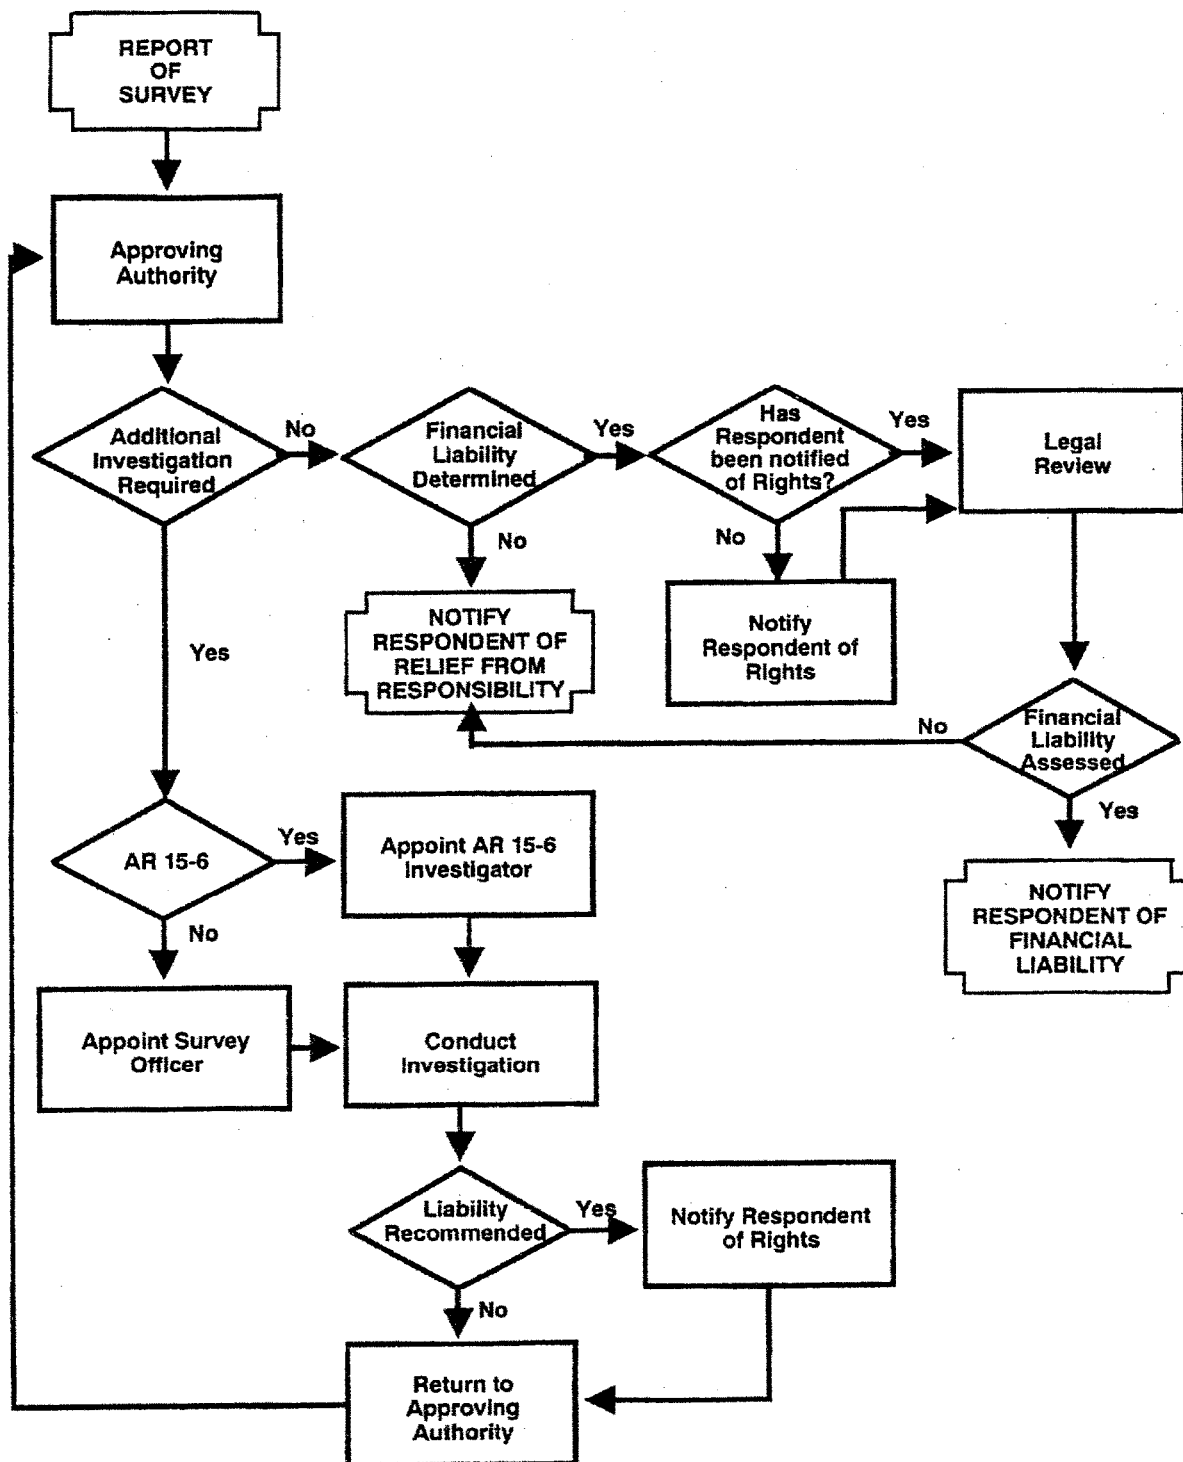 REPORT
OF
SURVEY
Approving
Authority
Additional
Investigation
Required
No
Financial
Liability
Determined
Yes
Has
Respondent
been notified
of Rights?
Yes
Legal
Review
No
No
Yes
NOTIFY
RESPONDENT OF
RELIEF FROM
RESPONSIBILITY
Notify
Respondent of
Rights
No
Financial
Liability
Assessed
Yes
AR 15-6
Yes
Appoint AR 15-6
Investigator
No
NOTIFY
RESPONDENT OF
FINANCIAL
LIABILITY
Appoint Survey
Officer
Conduct
Investigation
Liability
Recommended
Yes
Notify Respondent
of Rights
No
Return to
Approving
Authority